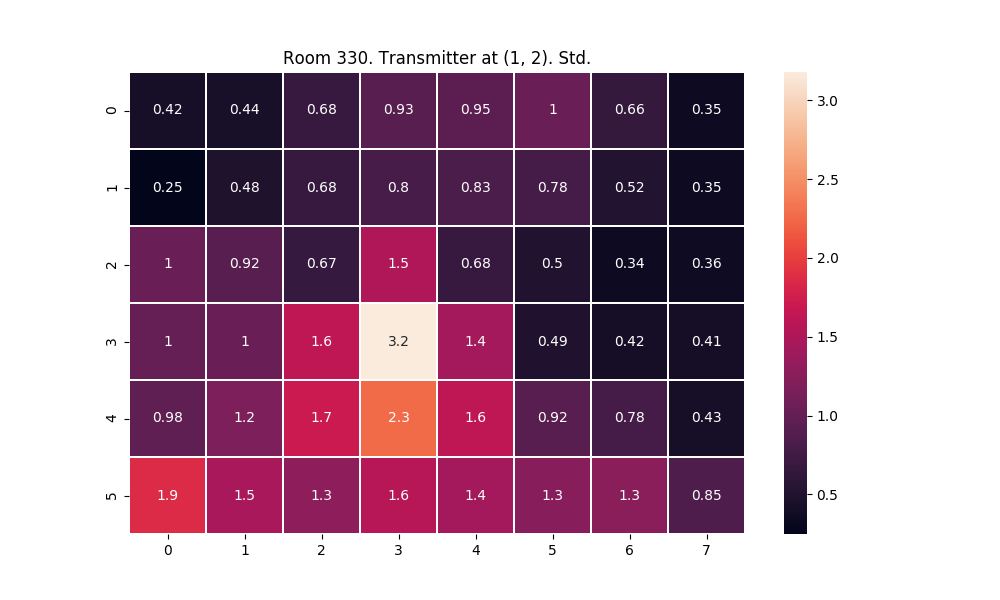 Room 330. Transmitter at (1, 2). Std.
0 0.42 0.44 0.68 0.93 0.95 1 0.66 0.35
1 0.25 0.48 0.68 0.8 0.83 0.78 0.52 0.35
2 1 0.92 0.67 1.5 0.68 0.5 0.34 0.36
3 1 1 1.6 3.2 1.4 0.49 0.42 0.41
4 0.98 1.2 1.7 2.3 1.6 0.92 0.78 0.43
5 1.9 1.5 1.3 1.6 1.4 1.3 1.3 0.85
0 1 2 3 4 5 6 7
3.0
2.5
2.0
1.5
1.0
0.5